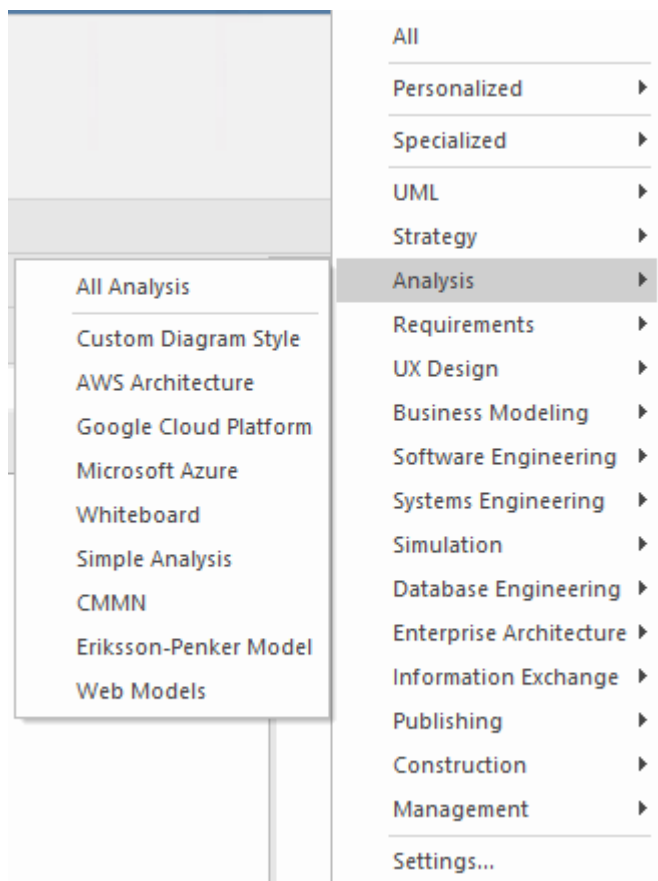 All
Personalized
Specialized
UML
Strategy
Analysis
Requirements
UX Design
Business Modeling
Software Engineering
Systems Engineering
Simulation
Database Engineering
Enterprise Architecture
Information Exchange
Publishing
Construction
Management
Settings...
All Analysis
Custom Diagram Style
AWS Architecture
Google Cloud Platform
Microsoft Azure
Whiteboard
Simple Analysis
CMMN
Eriksson-Penker Model
Web Models